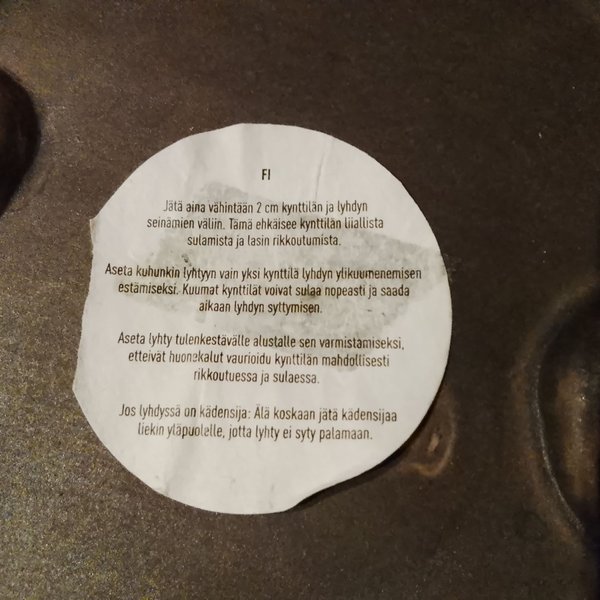 FI
Jätä aina vähintään 2 cm kynttilän ja lyhdyn
seinämien väliin. Tämä ehkäisee kynttilän liiallista
sulamista ja lasin rikkoutumista.
Aseta kuhunkin lyhtyyn vain yksi kynttilä lyhdyn ylikuumenemisen
estämiseksi. Kuumat kynttilät voivat sulaa nopeasti ja saada
aikaan lyhdyn syttymisen.
Aseta lyhty tulenkestävälle alustalle sen varmistamiseksi,
etteivät huonekalut vaurioidu kynttilän mahdollisesti
rikkoutuessa ja sulaessa.
Jos lyhdyssä on kädensija: Älä koskaan jätä kädensijaa
liekin yläpuolelle, jotta lyhty ei syty palamaan.